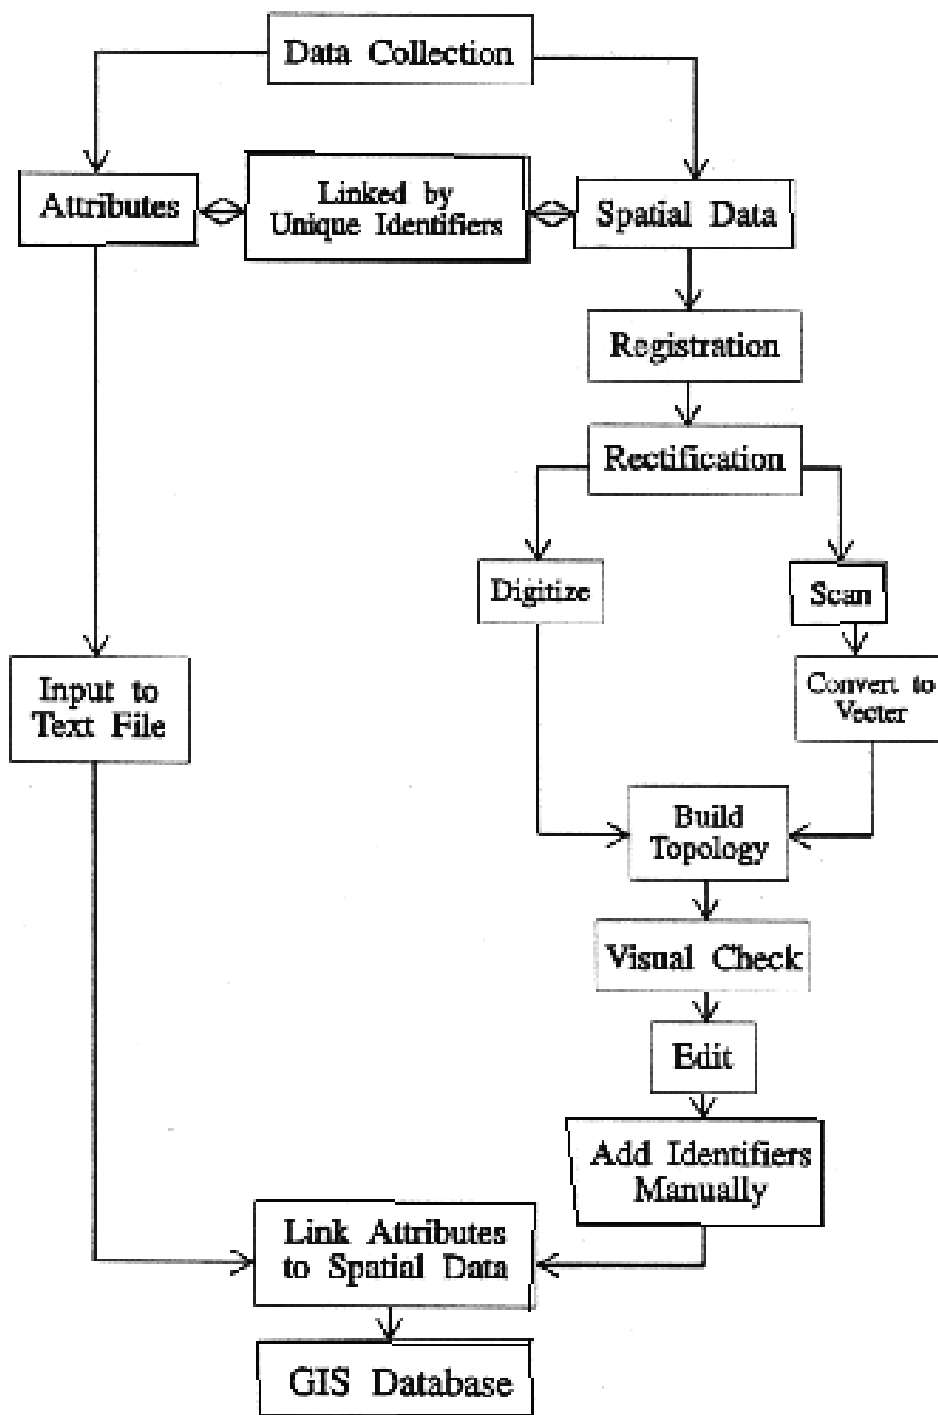 Data Collection
Attributes
Linked by
Unique Identifiers
Spatial Data
Registration
Rectification
Digitize
Scan
Input to
Text File
Convert to
Vecter
Build
Topology
Visual Check
Edit
Add Identifiers
Manually
Link Attributes
to Spatial Data
GIS Database